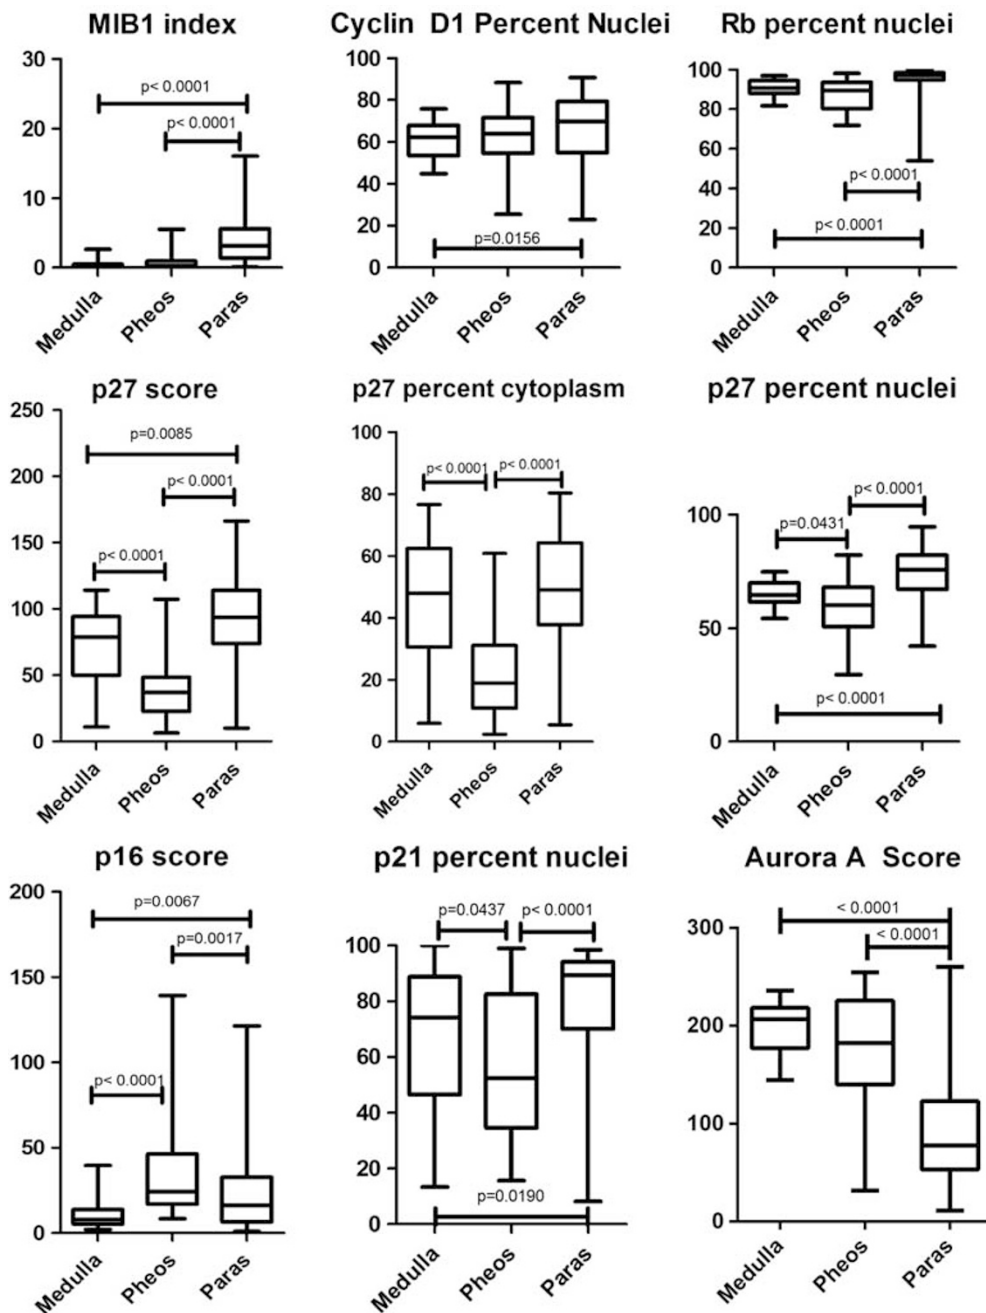 MIB1 index
30
20
10
0
p< 0.0001
p< 0.0001
Medulla
Pheos
Paras
Cyclin D1 Percent Nuclei
100
80
60
40
20
0
p=0.0156
Medulla
Pheos
Paras
Rb percent nuclei
100
80
60
40
20
0
p< 0.0001
p< 0.0001
Medulla
Pheos
Paras
p27 score
250
200
150
100
50
0
p=0.0085
p< 0.0001
p< 0.0001
Medulla
Pheos
Paras
p27 percent cytoplasm
100
80
60
40
20
0
p< 0.0001
p< 0.0001
Medulla
Pheos
Paras
p27 percent nuclei
100
50
0
p< 0.0001
p=0.0431
p< 0.0001
Medulla
Pheos
Paras
p16 score
200
150
100
50
0
p=0.0067
p=0.0017
p< 0.0001
Medulla
Pheos
Paras
p21 percent nuclei
100
80
60
40
20
0
p=0.0437
p< 0.0001
p=0.0190
Medulla
Pheos
Paras
Aurora A Score
300
200
100
0
< 0.0001
< 0.0001
Medulla
Pheos
Paras